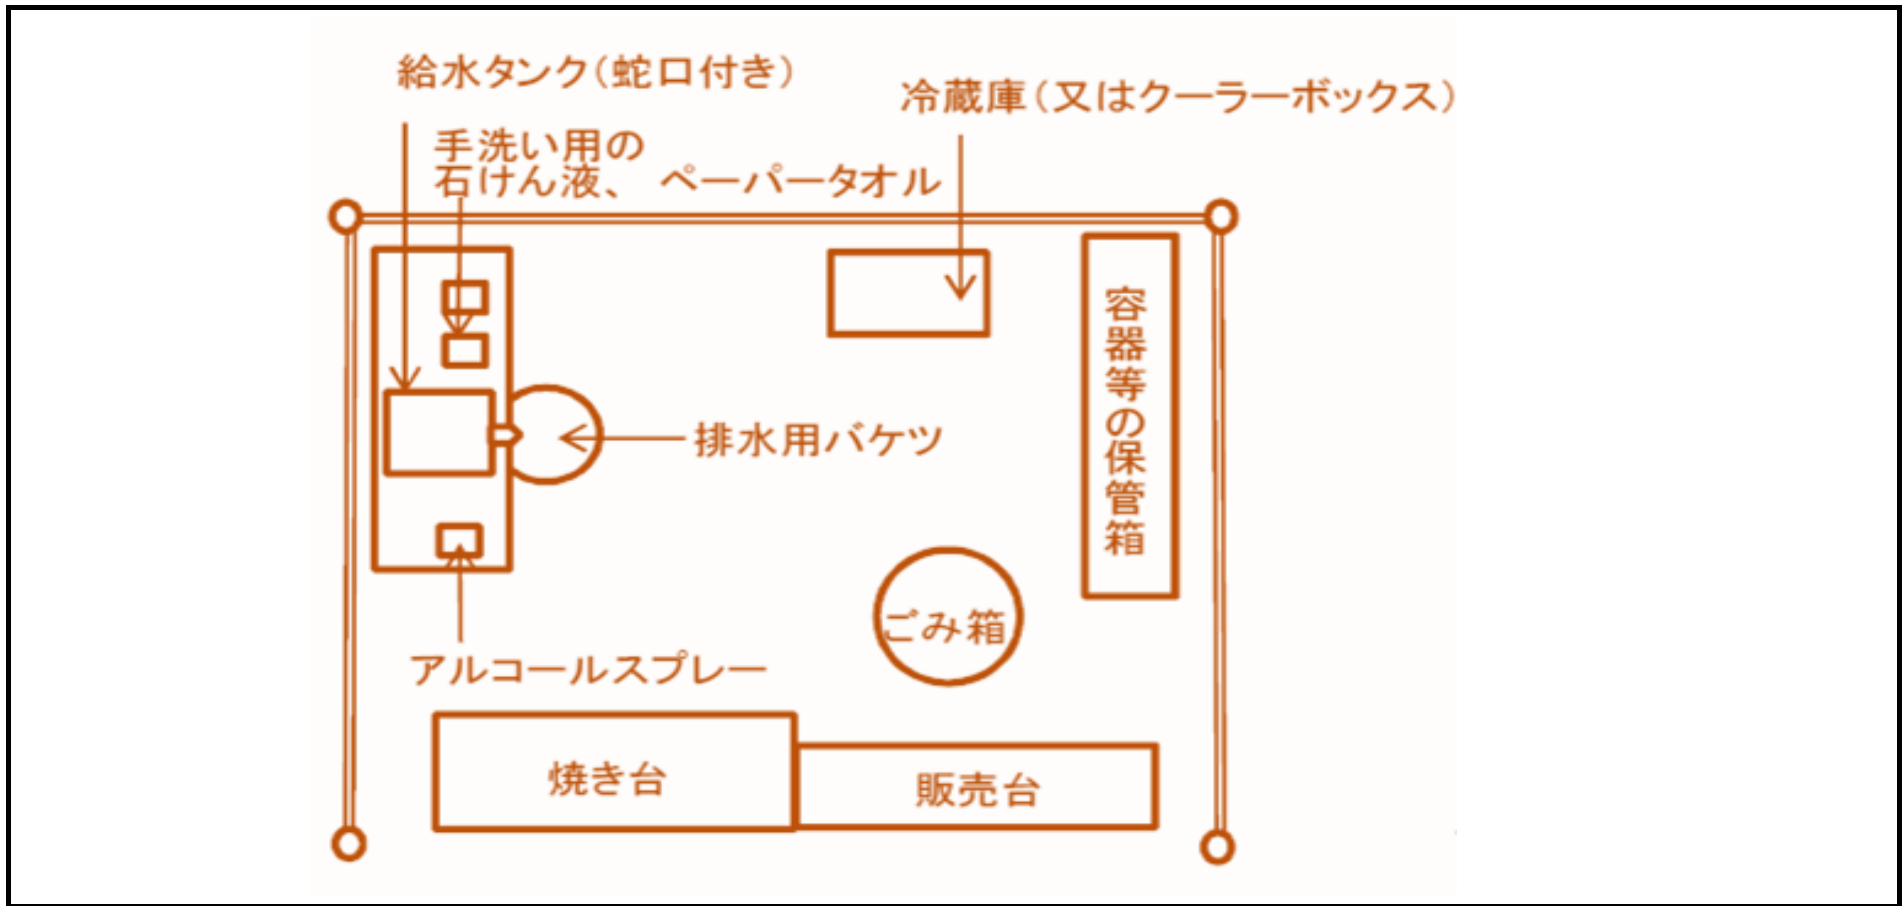 給水タンク（蛇口付き）
冷蔵庫（又はクーラーボックス）
手洗い用の
石けん液、 ペーパータオル
容器等の保管箱
排水用バケツ
ごみ箱
アルコールスプレー
焼き台
販売台